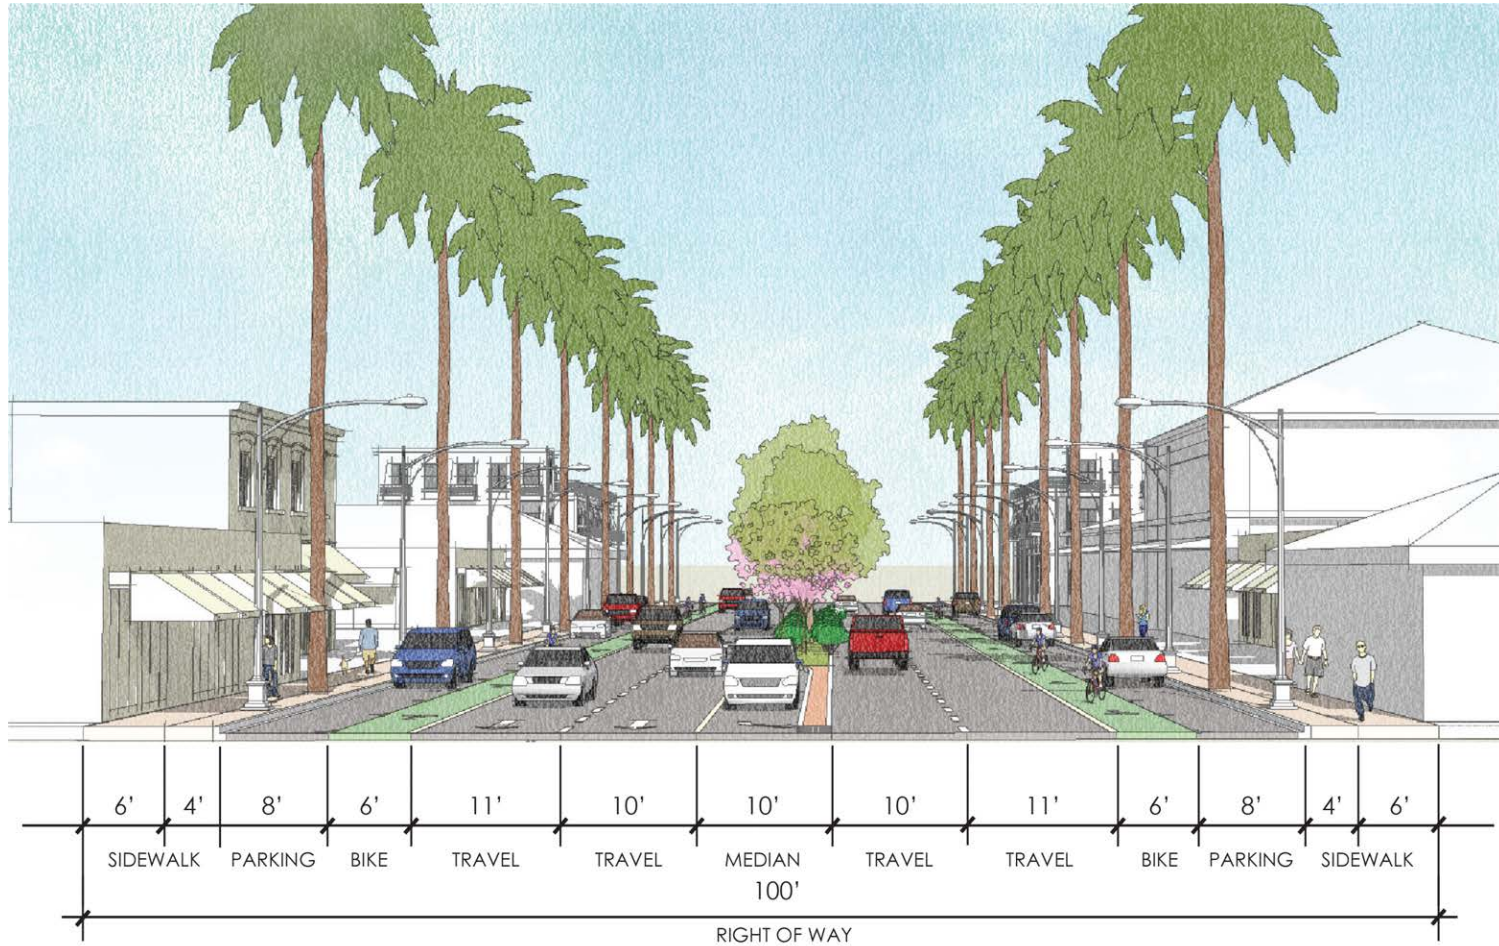 6' 4' 8' 6' 11' 10' 10' 10' 11' 6' 8' 4' 6'
SIDEWALK PARKING BIKE TRAVEL TRAVEL MEDIAN TRAVEL TRAVEL BIKE PARKING SIDEWALK
100'
RIGHT OF WAY